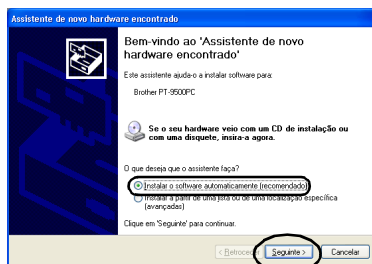 Assistente de novo hardware encontrado
Bem-vindo ao 'Assistente de novo
hardware encontrado'
Este assistente ajuda-o a instalar software para:
Brother PT-9500PC
Se o seu hardware veio com um CD de instalação ou
com uma disquete, insira-a agora.
O que deseja que o assistente faça?
Instalar o software automaticamente (recomendado)
Instalar a partir de uma lista ou de uma localização específica
(avançadas)
Clique em 'Seguinte' para continuar.
< Retroceder Seguinte > Cancelar